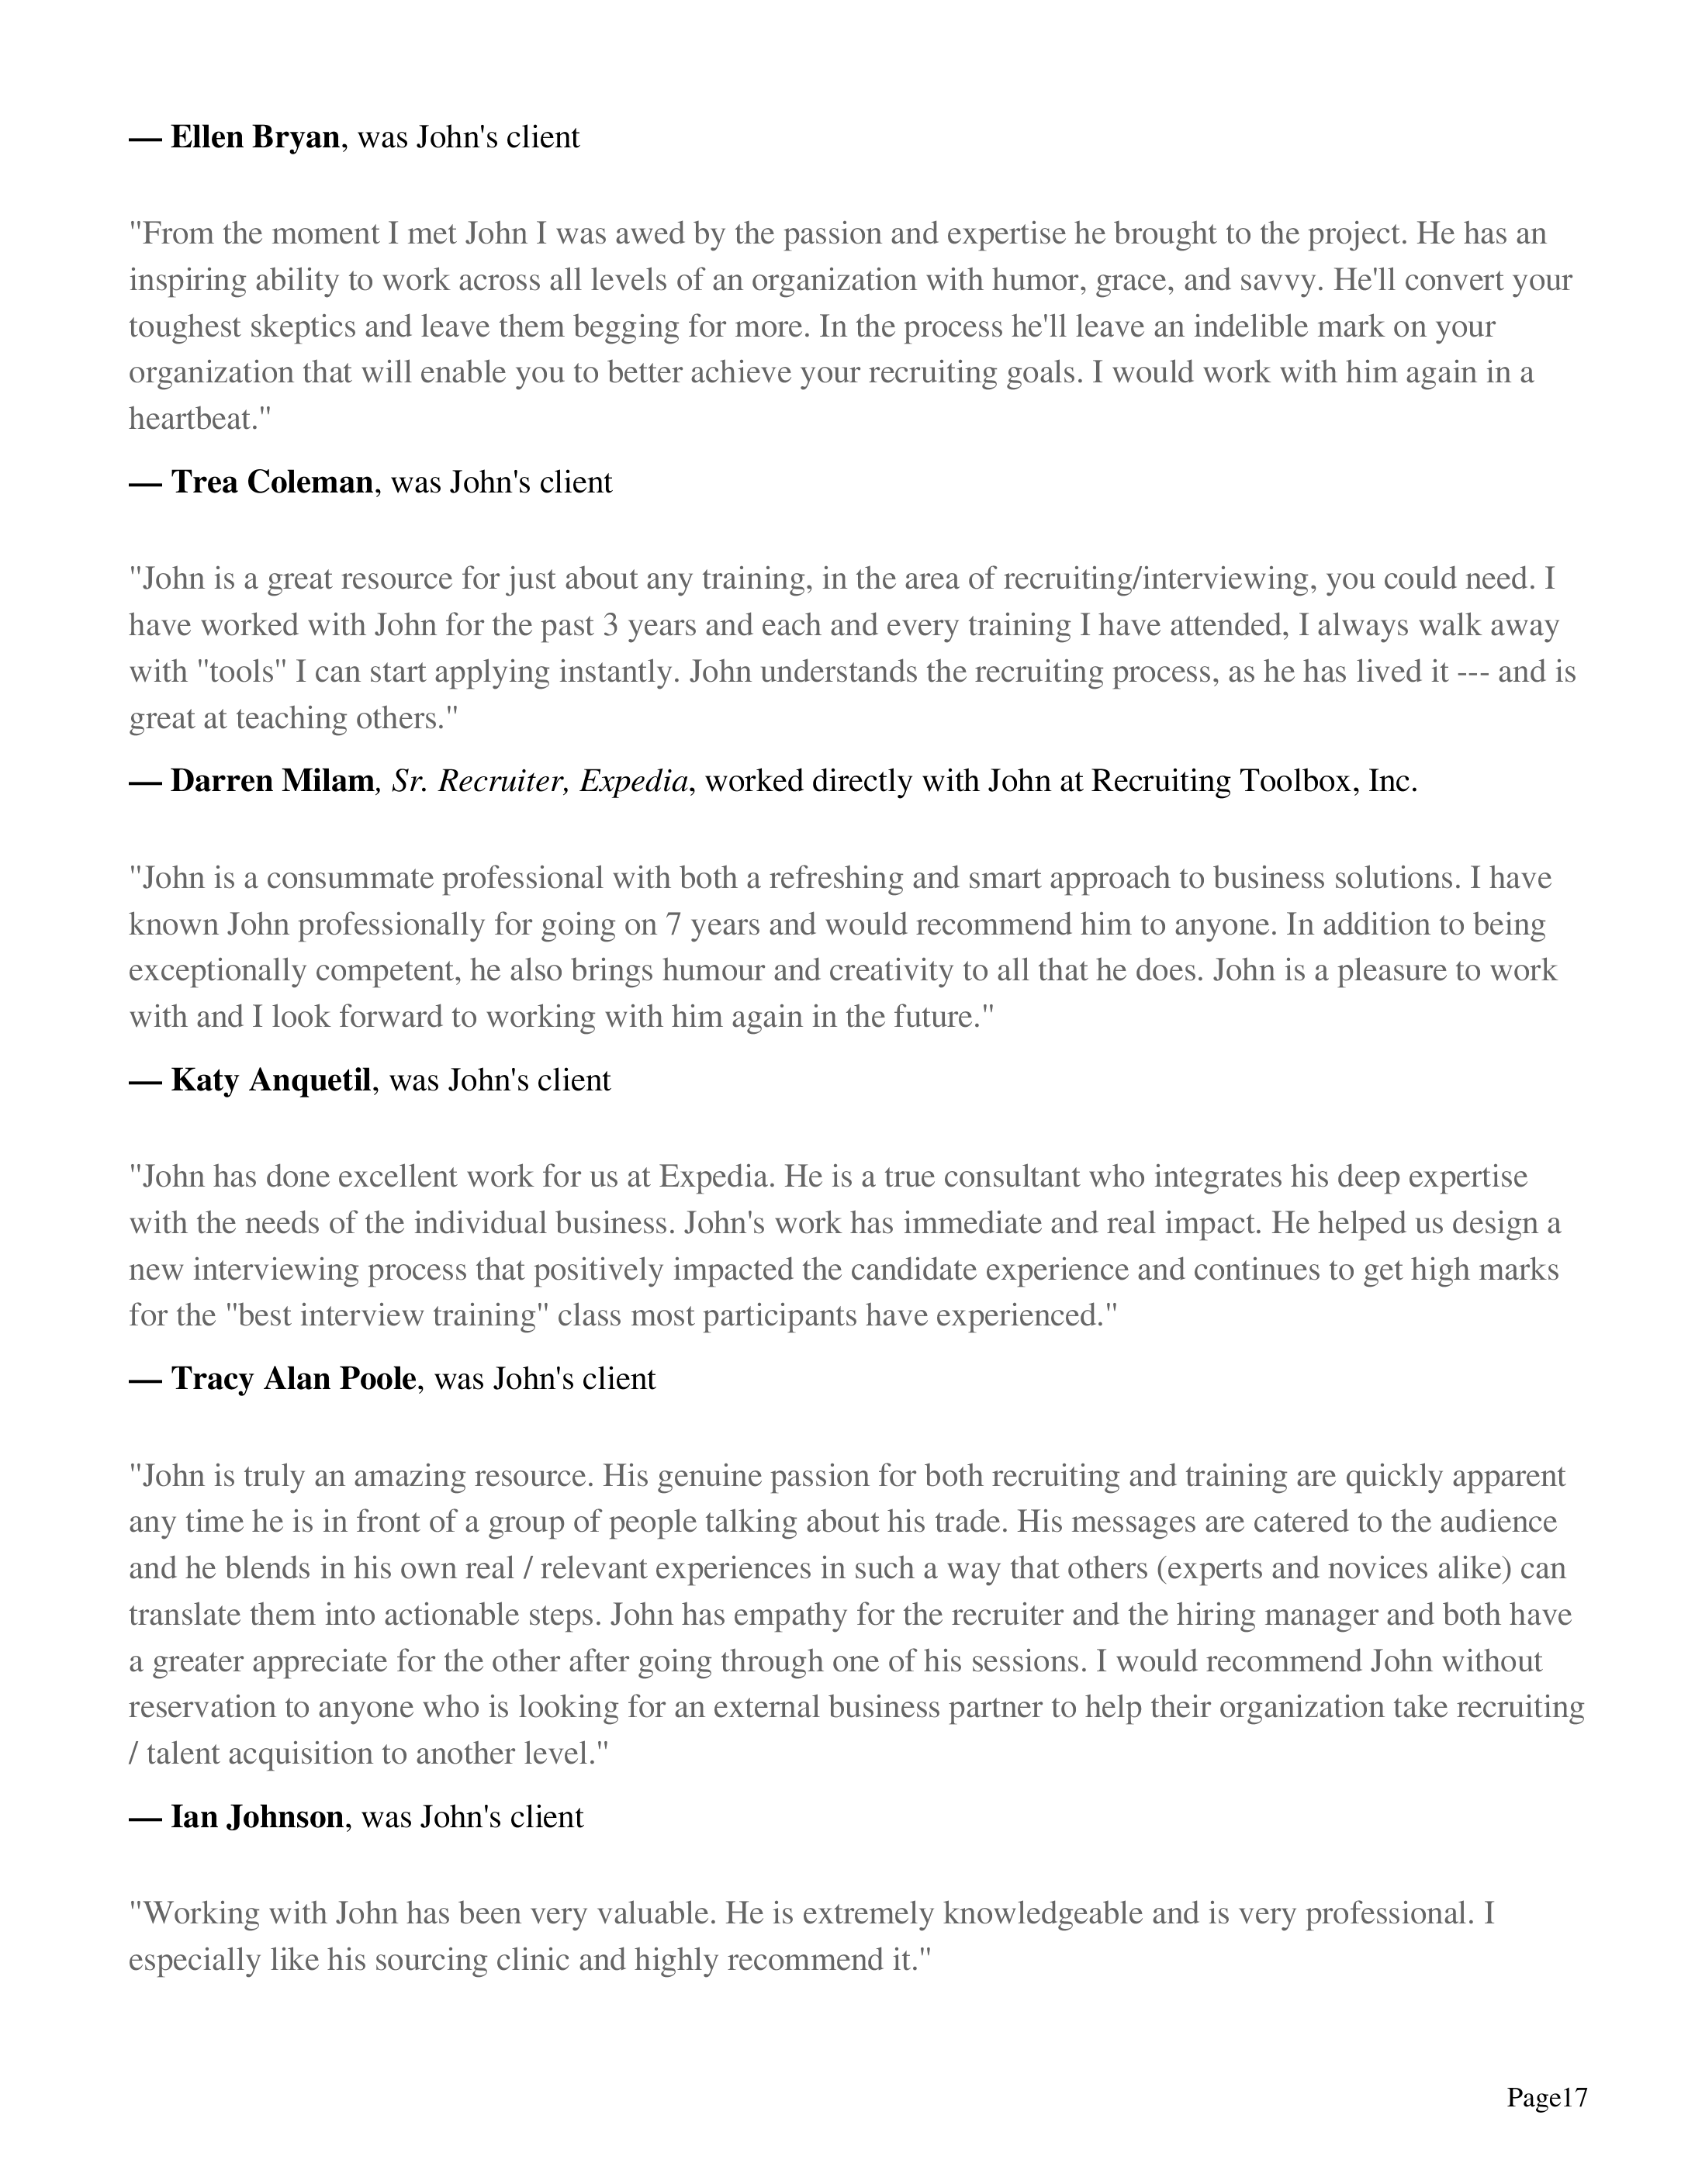 — Ellen Bryan, was John's client
"From the moment I met John I was awed by the passion and expertise he brought to the project. He has an
inspiring ability to work across all levels of an organization with humor, grace, and savvy. He'll convert your
toughest skeptics and leave them begging for more. In the process he'll leave an indelible mark on your
organization that will enable you to better achieve your recruiting goals. I would work with him again in a
heartbeat."
— Trea Coleman, was John's client
"John is a great resource for just about any training, in the area of recruiting/interviewing, you could need. I
have worked with John for the past 3 years and each and every training I have attended, I always walk away
with "tools" I can start applying instantly. John understands the recruiting process, as he has lived it --- and is
great at teaching others."
— Darren Milam, Sr. Recruiter, Expedia, worked directly with John at Recruiting Toolbox, Inc.
"John is a consummate professional with both a refreshing and smart approach to business solutions. I have
known John professionally for going on 7 years and would recommend him to anyone. In addition to being
exceptionally competent, he also brings humour and creativity to all that he does. John is a pleasure to work
with and I look forward to working with him again in the future."
— Katy Anquetil, was John's client
"John has done excellent work for us at Expedia. He is a true consultant who integrates his deep expertise
with the needs of the individual business. John's work has immediate and real impact. He helped us design a
new interviewing process that positively impacted the candidate experience and continues to get high marks
for the "best interview training" class most participants have experienced."
— Tracy Alan Poole, was John's client
"John is truly an amazing resource. His genuine passion for both recruiting and training are quickly apparent
any time he is in front of a group of people talking about his trade. His messages are catered to the audience
and he blends in his own real / relevant experiences in such a way that others (experts and novices alike) can
translate them into actionable steps. John has empathy for the recruiter and the hiring manager and both have
a greater appreciate for the other after going through one of his sessions. I would recommend John without
reservation to anyone who is looking for an external business partner to help their organization take recruiting
/ talent acquisition to another level."
— Ian Johnson, was John's client
"Working with John has been very valuable. He is extremely knowledgeable and is very professional. I
especially like his sourcing clinic and highly recommend it."
Page17